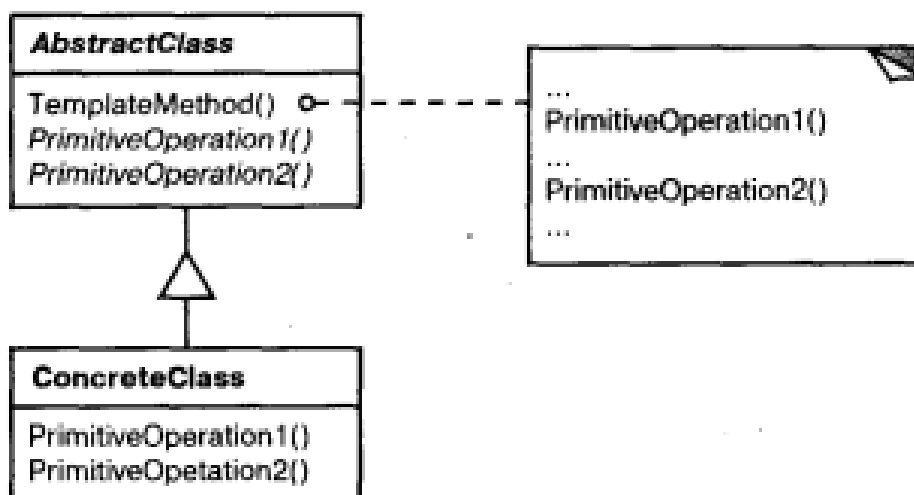 AbstractClass
TemplateMethod()
PrimitiveOperation1()
PrimitiveOperation2()
...
PrimitiveOperation1()
...
PrimitiveOperation2()
...
ConcreteClass
PrimitiveOperation1()
PrimitiveOpetation2()